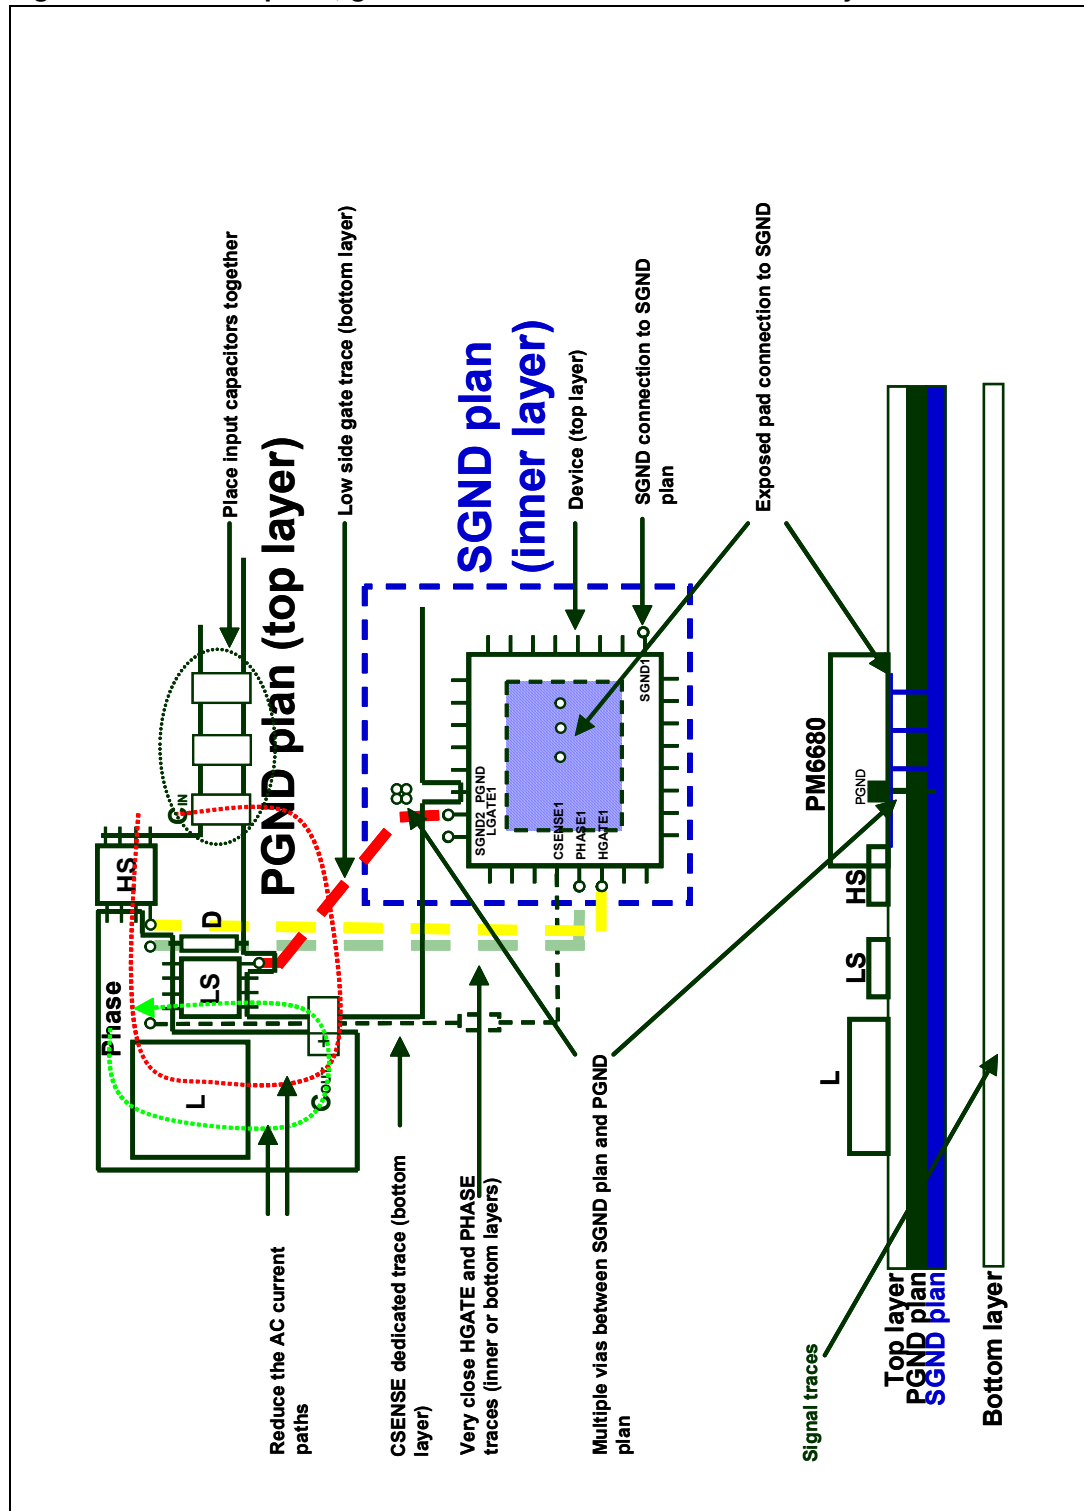 Place input capacitors together
Low side gate trace (bottom layer)
PGND plan (top layer)
SGND plan
(inner layer)
Device (top layer)
SGND connection to SGND
plan
Exposed pad connection to SGND
HS
CIN
D
LS
Phase
L
+
COUT
SGND2
LGATE1
PGND
CSENSE1
PHASE1
HGATE1
SGND1
Reduce the AC current
paths
CSENSE dedicated trace (bottom
layer)
Very close HGATE and PHASE
traces (inner or bottom layers)
Multiple vias between SGND plan and PGND
plan
PM6680
PGND
HS
LS
L
Signal traces
Top layer
PGND plan
SGND plan
Bottom layer